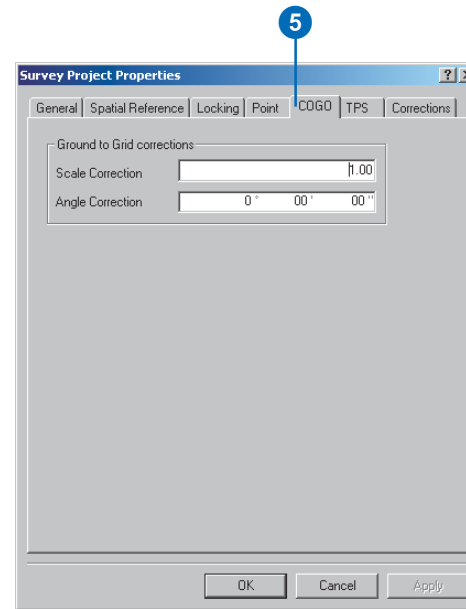 5
Survey Project Properties ?
General Spatial Reference Locking Point COGO TPS Corrections
Ground to Grid corrections
Scale Correction 1.00
Angle Correction 0 ° 00 ' 00 "
OK Cancel Apply